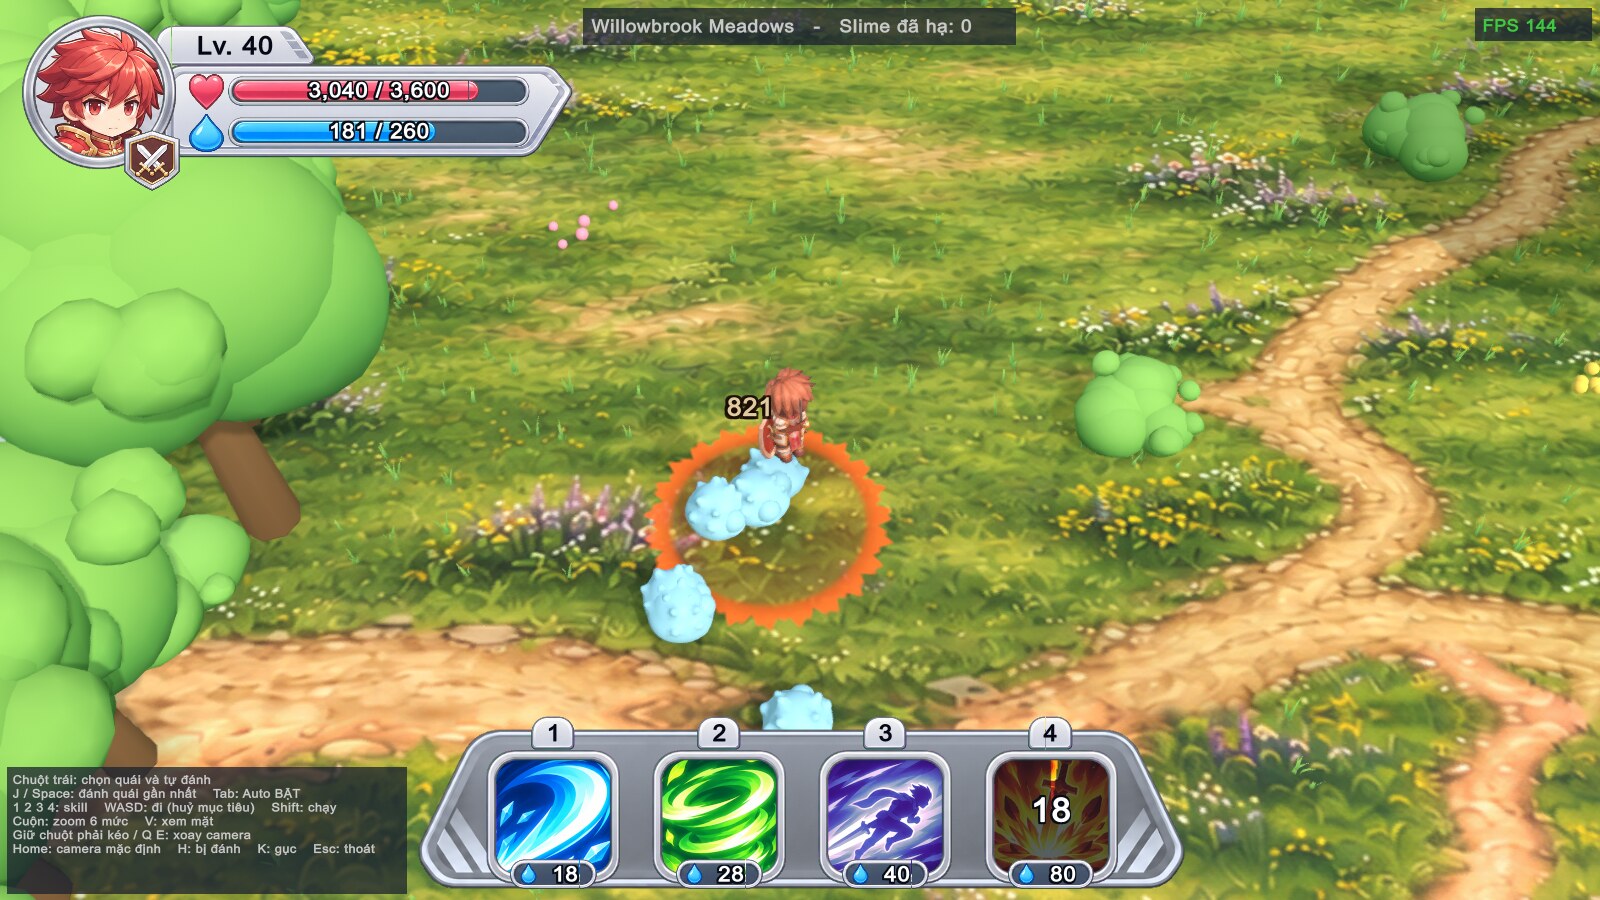 Willowbrook Meadows - Slime đã hạ: 0
FPS 144
Lv. 40
3,040 / 3,600
181 / 260
821
1
2
3
4
18
18
28
40
80
Chuột trái: chọn quái và tự đánh
J / Space: đánh quái gần nhất Tab: Auto BẬT
1 2 3 4: skill WASD: đi (huỷ mục tiêu) Shift: chạy
Cuộn: zoom 6 mức V: xem mặt
Giữ chuột phải kéo / Q E: xoay camera
Home: camera mặc định H: bị đánh K: gục Esc: thoát